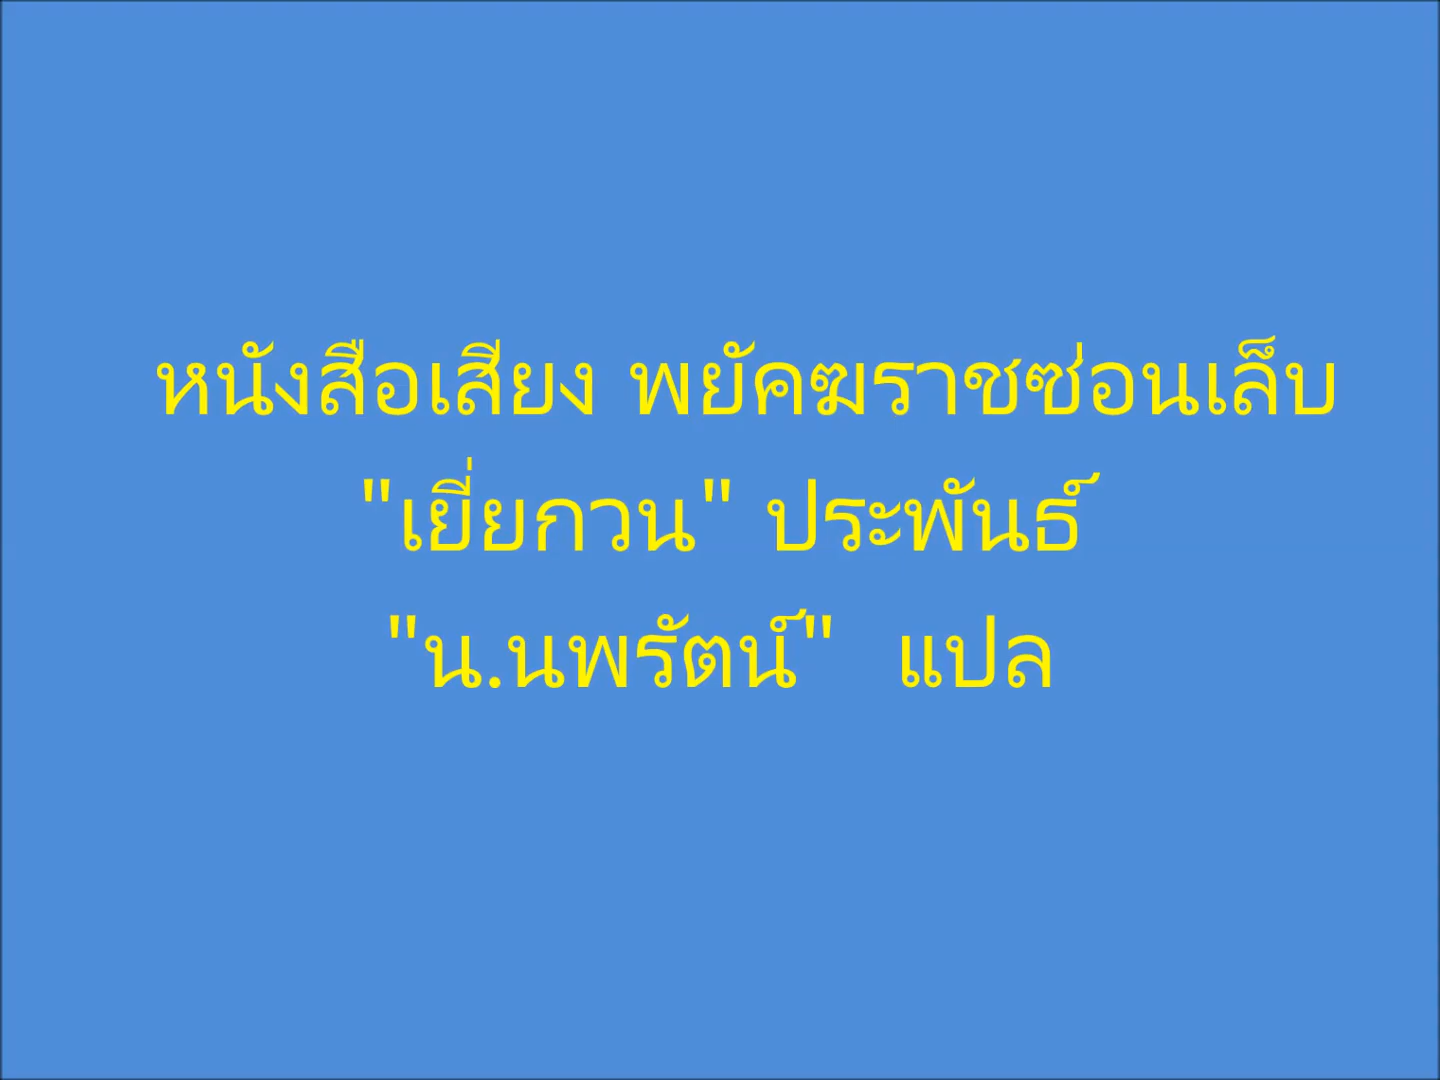 หนังสือเสียง พยัคฆราชซ่อนเล็บ
"เยี่ยกวน" ประพันธ์
"น.นพรัตน์" แปล